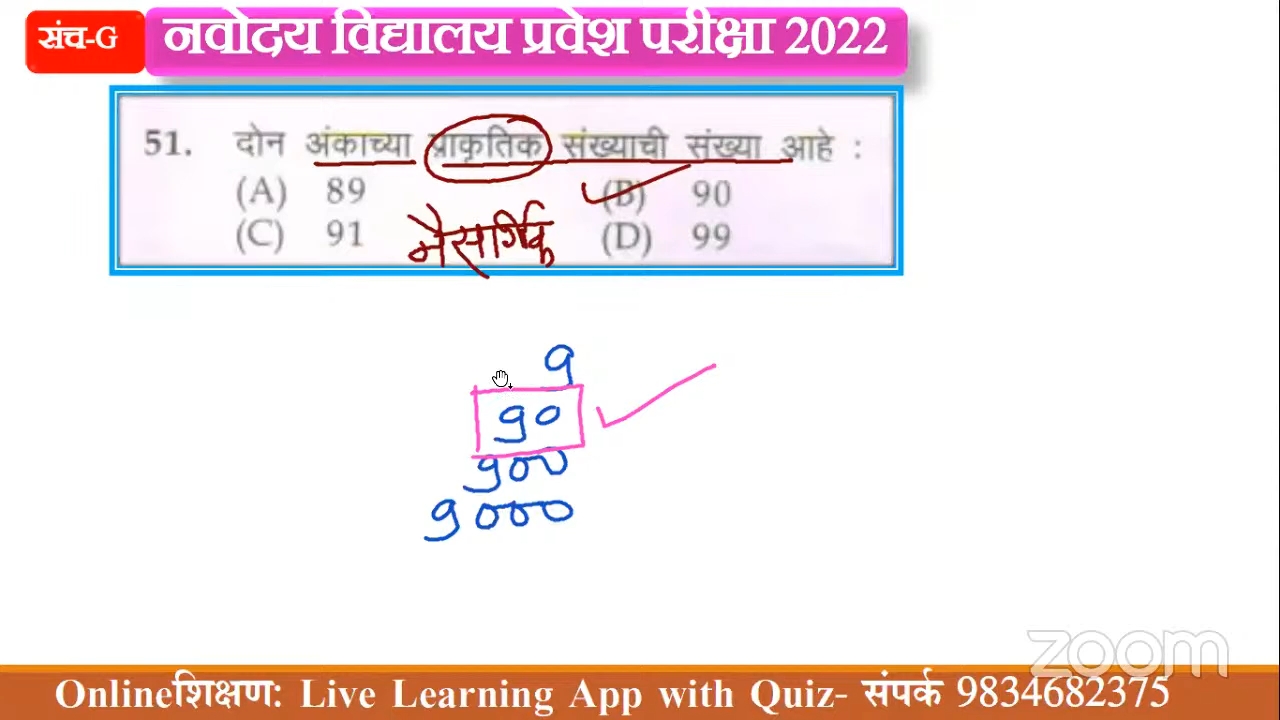 संच-G
नवोदय विद्यालय प्रवेश परीक्षा 2022
51. दोन अंकाच्या प्राकृतिक संख्याची संख्या आहे :
(A) 89 (B) 90
नैसर्गिक
(C) 91 (D) 99
9
90
900
9000
zoom
Onlineशिक्षण: Live Learning App with Quiz- संपर्क 9834682375